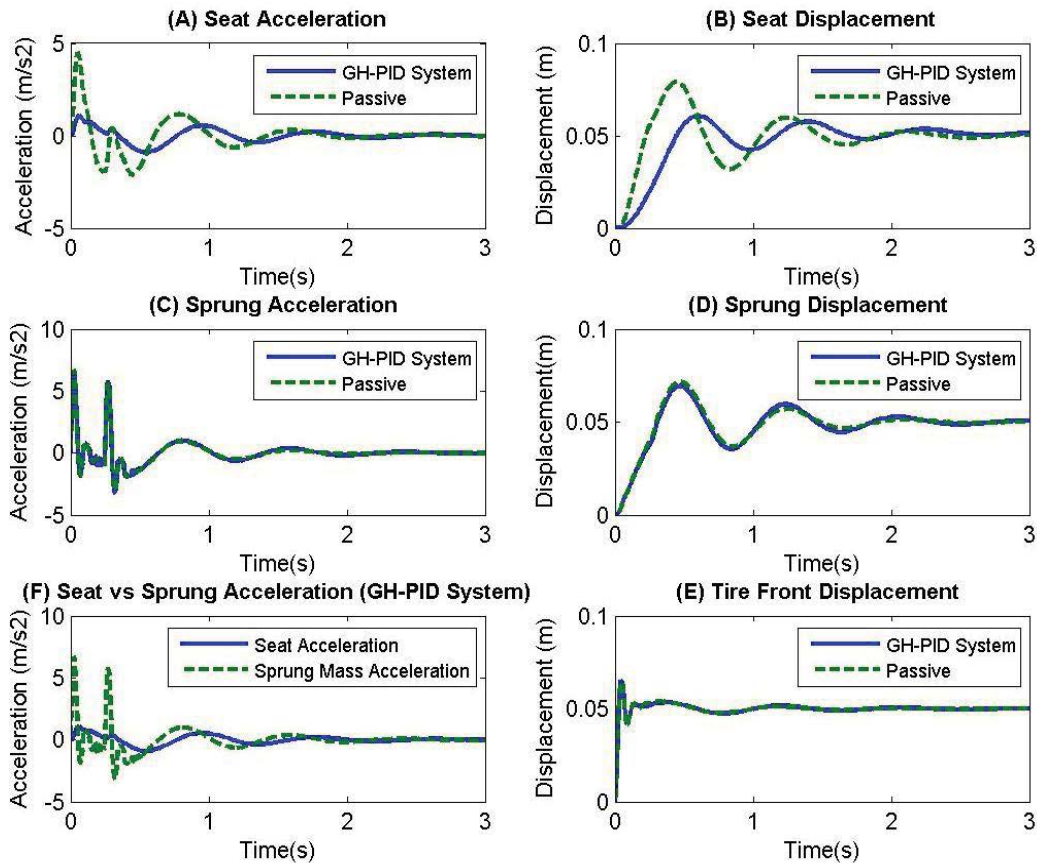 (A) Seat Acceleration
Acceleration (m/s2)
5
0
-5
GH-PID System
Passive
0
1
2
3
Time(s)
(B) Seat Displacement
Displacement (m)
0.1
0.05
0
GH-PID System
Passive
0
1
2
3
Time(s)
(C) Sprung Acceleration
Acceleration (m/s2)
10
5
0
-5
GH-PID System
Passive
0
1
2
3
Time(s)
(D) Sprung Displacement
Displacement(m)
0.1
0.05
0
GH-PID System
Passive
0
1
2
3
Time(s)
(F) Seat vs Sprung Acceleration (GH-PID System)
Acceleration (m/s2)
10
5
0
-5
Seat Acceleration
Sprung Mass Acceleration
0
1
2
3
Time(s)
(E) Tire Front Displacement
Displacement (m)
0.1
0.05
0
GH-PID System
Passive
0
1
2
3
Time(s)